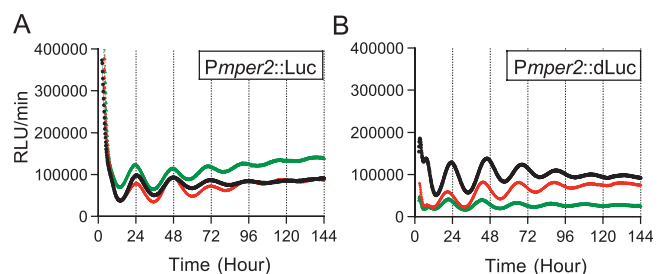 A
B
Pmper2::Luc
Pmper2::dLuc
RLU/min
400000
300000
200000
100000
0
400000
300000
200000
100000
0
0 24 48 72 96 120 144
0 24 48 72 96 120 144
Time (Hour)
Time (Hour)